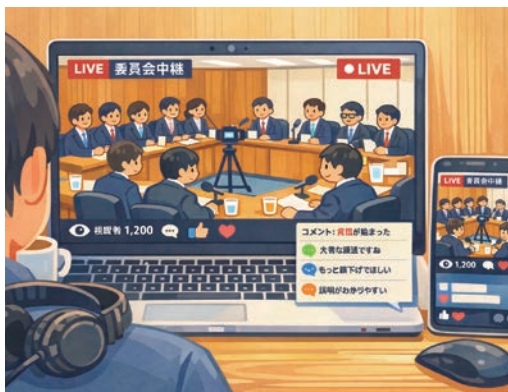 LIVE 委員会中継
LIVE
視聴者 1,200
コメント: 質問が始まった
大変な議論ですね
もっと掘下げてほしい
説明がわかりやすい
LIVE 委員会中継
1,200